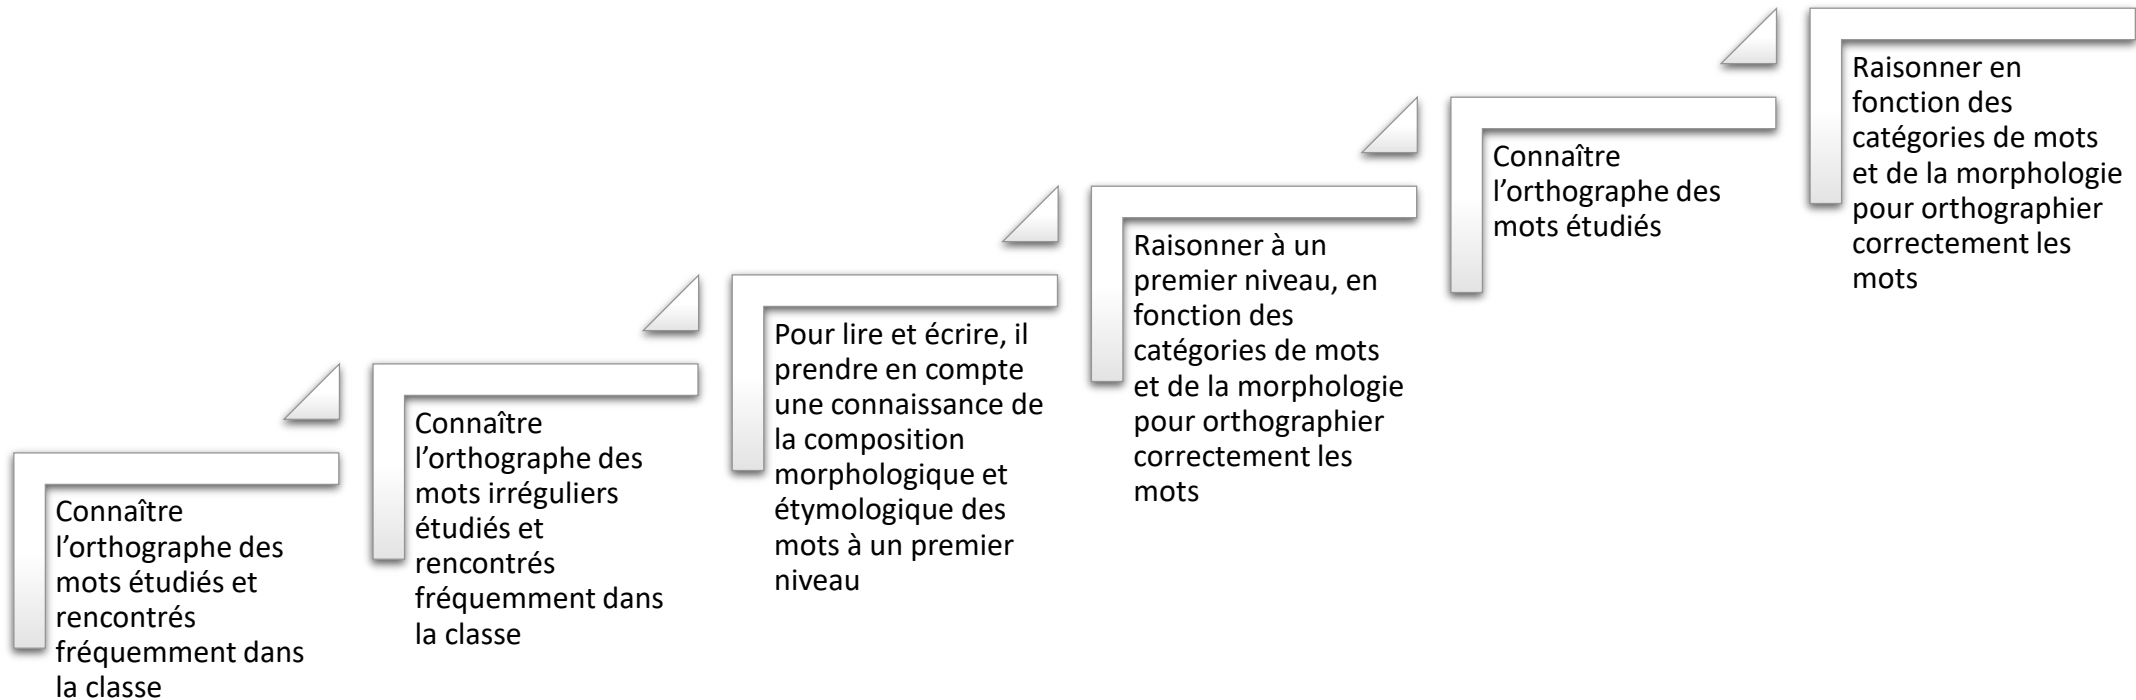 Connaître
l’orthographe des
mots étudiés et
rencontrés
fréquemment dans
la classe
Connaître
l’orthographe des
mots irréguliers
étudiés et
rencontrés
fréquemment dans
la classe
Pour lire et écrire, il
prendre en compte
une connaissance de
la composition
morphologique et
étymologique des
mots à un premier
niveau
Raisonner à un
premier niveau, en
fonction des
catégories de mots
et de la morphologie
pour orthographier
correctement les
mots
Connaître
l’orthographe des
mots étudiés
Raisonner en
fonction des
catégories de mots
et de la morphologie
pour orthographier
correctement les
mots